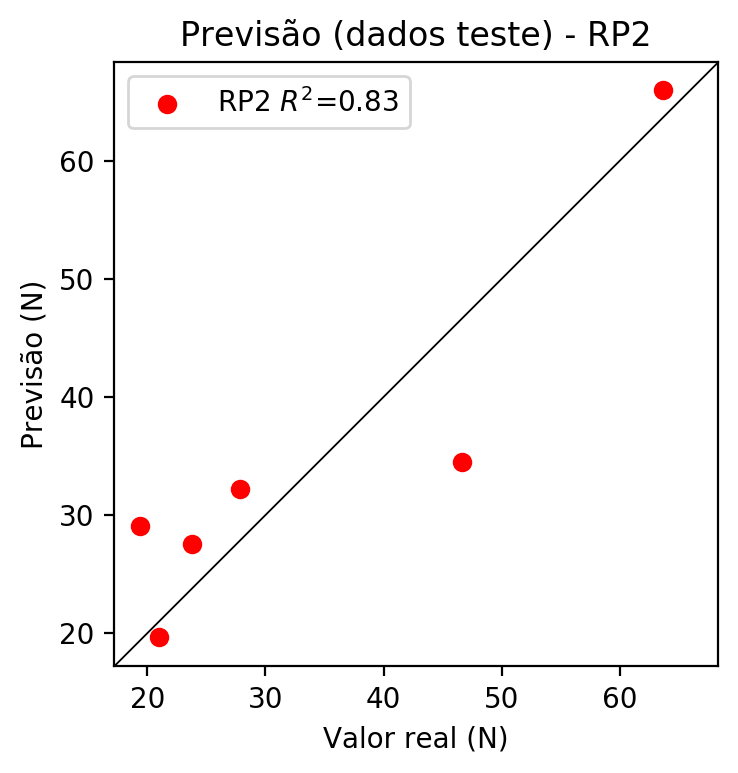 Previsão (dados teste) - RP2
RP2 R²=0.83
Previsão (N)
60
50
40
30
20
20 30 40 50 60
Valor real (N)